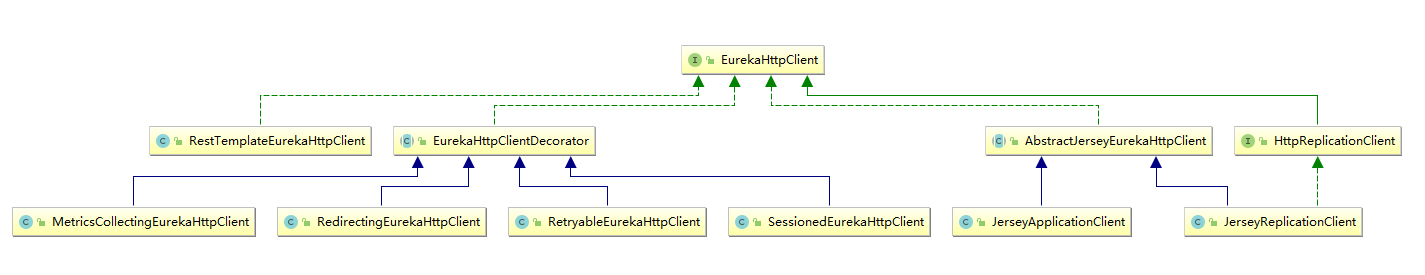 EurekaHttpClient
RestTemplateEurekaHttpClient
EurekaHttpClientDecorator
AbstractJerseyEurekaHttpClient
HttpReplicationClient
MetricsCollectingEurekaHttpClient
RedirectingEurekaHttpClient
RetryableEurekaHttpClient
SessionedEurekaHttpClient
JerseyApplicationClient
JerseyReplicationClient